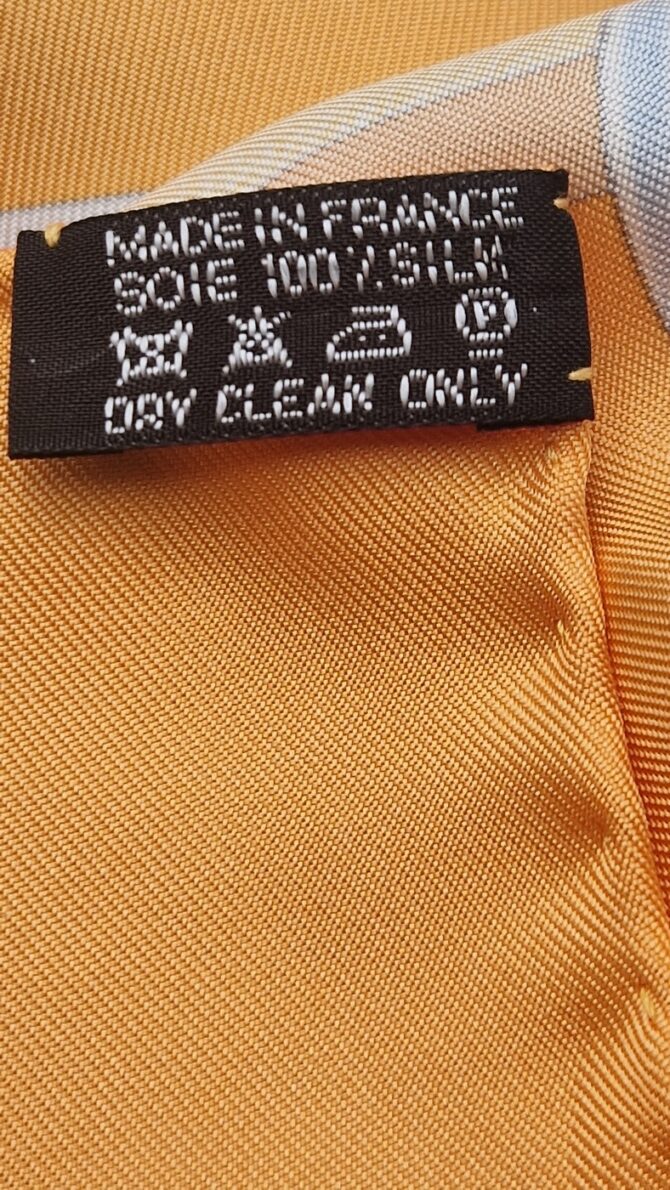 MADE IN FRANCE
SOIE 100% SILK
P
DRY CLEAN ONLY